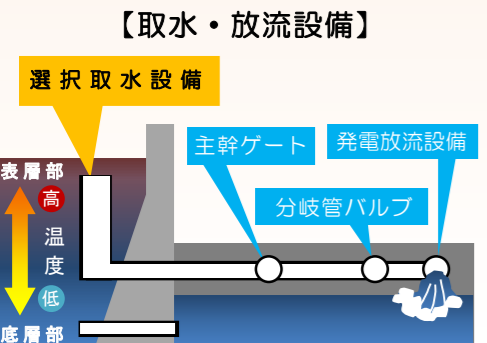 【取水・放流設備】
選択取水設備
主幹ゲート
発電放流設備
分岐管バルブ
表層部
高
温
度
低
底層部